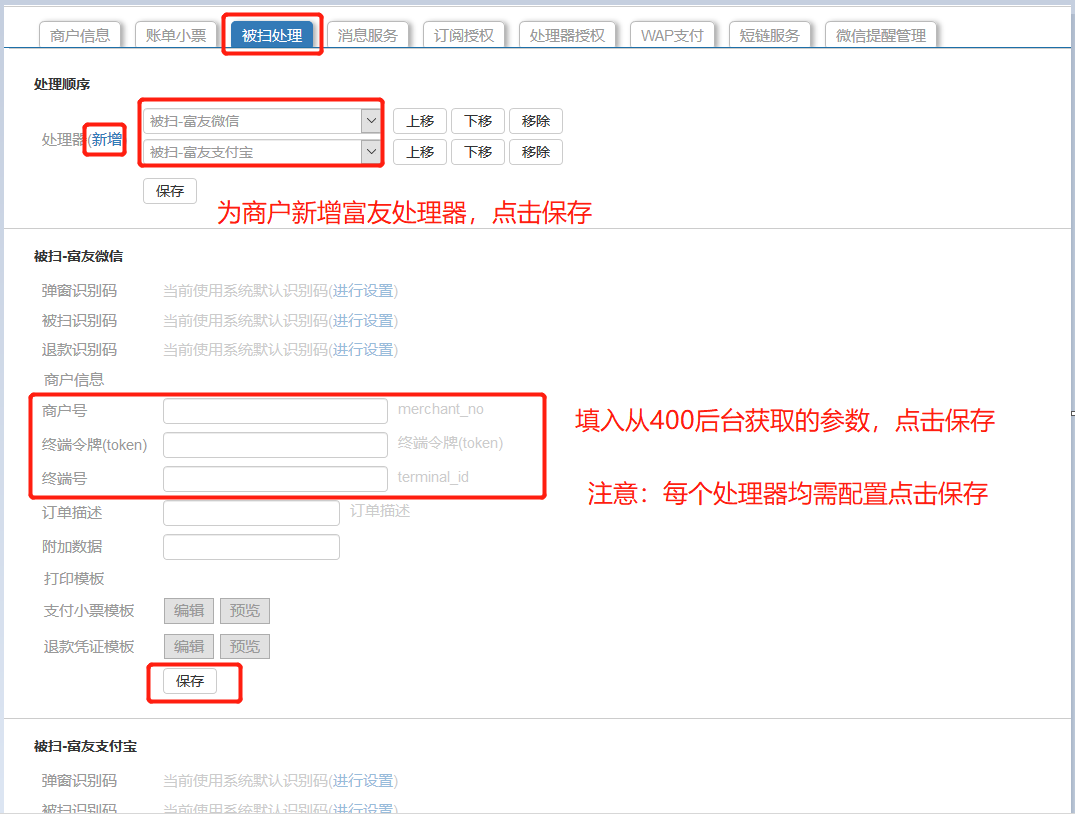 商户信息 账单小票 被扫处理 消息服务 订阅授权 处理器授权 WAP支付 短链服务 微信提醒管理
处理顺序
处理器(新增 被扫-富友微信 上移 下移 移除
被扫-富友支付宝 上移 下移 移除
保存
为商户新增富友处理器，点击保存
被扫-富友微信
弹窗识别码 当前使用系统默认识别码(进行设置)
被扫识别码 当前使用系统默认识别码(进行设置)
退款识别码 当前使用系统默认识别码(进行设置)
商户信息
商户号 merchant_no
填入从400后台获取的参数，点击保存
终端令牌(token) 终端令牌(token)
终端号 terminal_id
注意：每个处理器均需配置点击保存
订单描述 订单描述
附加数据
打印模板
支付小票模板 编辑 预览
退款凭证模板 编辑 预览
保存
被扫-富友支付宝
弹窗识别码 当前使用系统默认识别码(进行设置)
被扫识别码 当前使用系统默认识别码(进行设置)